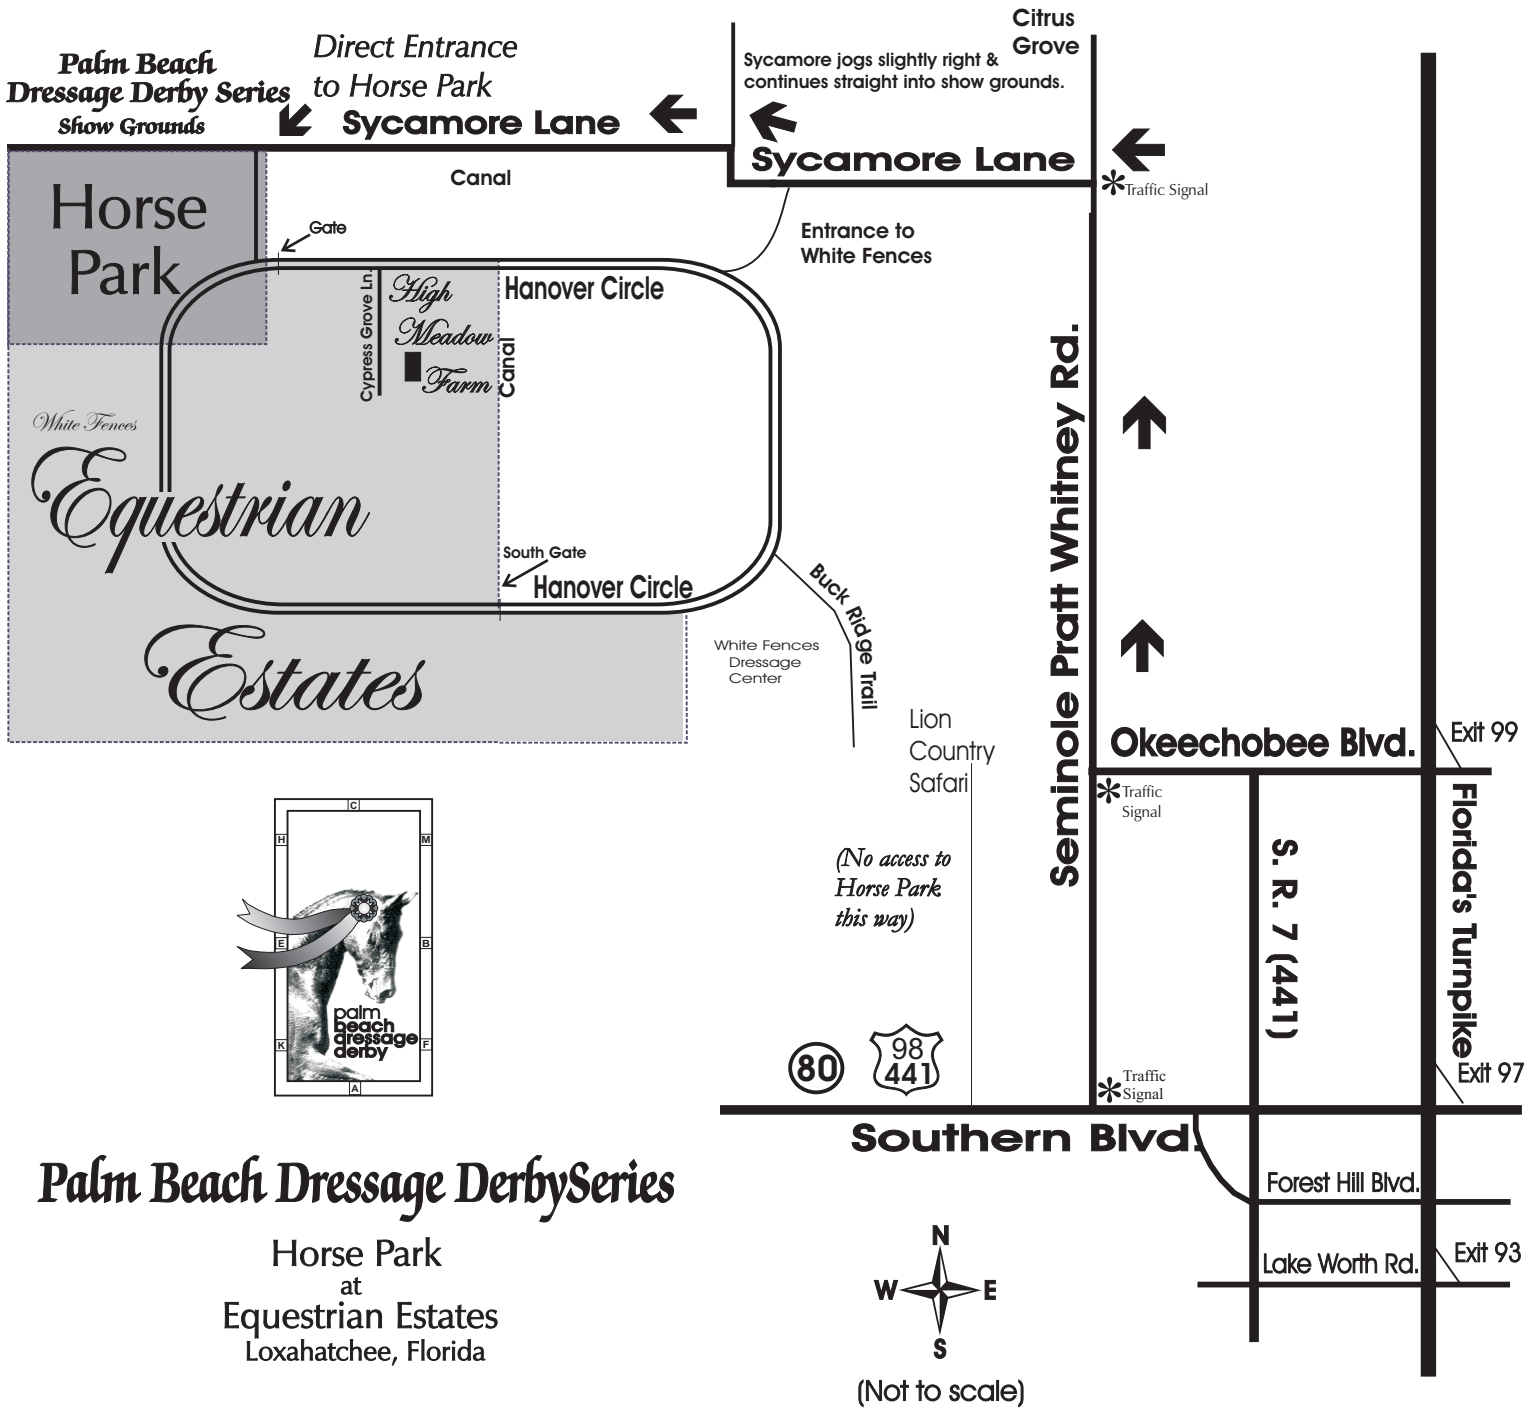 Citrus
Grove
Direct Entrance
to Horse Park
Palm Beach
Dressage Derby Series
Show Grounds
Sycamore jogs slightly right &
continues straight into show grounds.
Sycamore Lane
Sycamore Lane
Traffic Signal
Canal
Horse
Park
Gate
Entrance to
White Fences
Hanover Circle
Cypress Grove Ln.
High
Meadow
Farm
Canal
White Fences
Equestrian
Estates
South Gate
Hanover Circle
Buck Ridge Trail
White Fences
Dressage
Center
Seminole Pratt Whitney Rd.
Lion
Country
Safari
(No access to
Horse Park
this way)
Okeechobee Blvd.
Exit 99
Traffic
Signal
S. R. 7 (441)
Florida's Turnpike
Exit 97
C
H
M
E
B
K
F
A
palm
beach
dressage
derby
80
98
441
Traffic
Signal
Southern Blvd.
Forest Hill Blvd.
Lake Worth Rd.
Exit 93
Palm Beach Dressage DerbySeries
Horse Park
at
Equestrian Estates
Loxahatchee, Florida
N
W
E
S
(Not to scale)